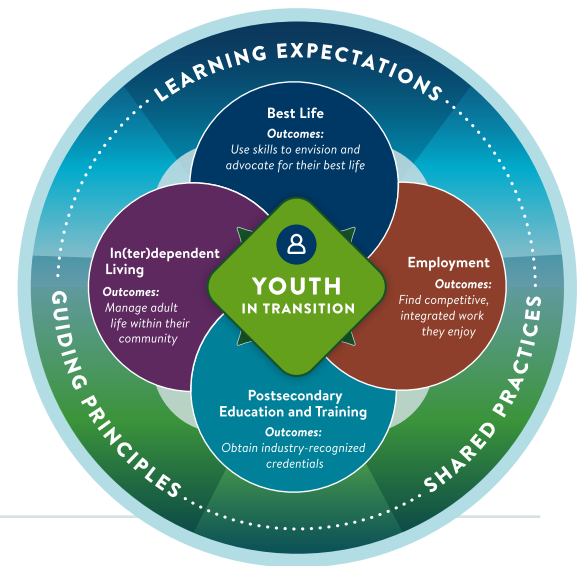 LEARNING EXPECTATIONS
Best Life
Outcomes:
Use skills to envision and
advocate for their best life
In(ter)dependent
Living
Outcomes:
Manage adult
life within their
community
YOUTH
IN TRANSITION
Employment
Outcomes:
Find competitive,
integrated work
they enjoy
Postsecondary
Education and Training
Outcomes:
Obtain industry-recognized
credentials
GUIDING PRINCIPLES
SHARED PRACTICES